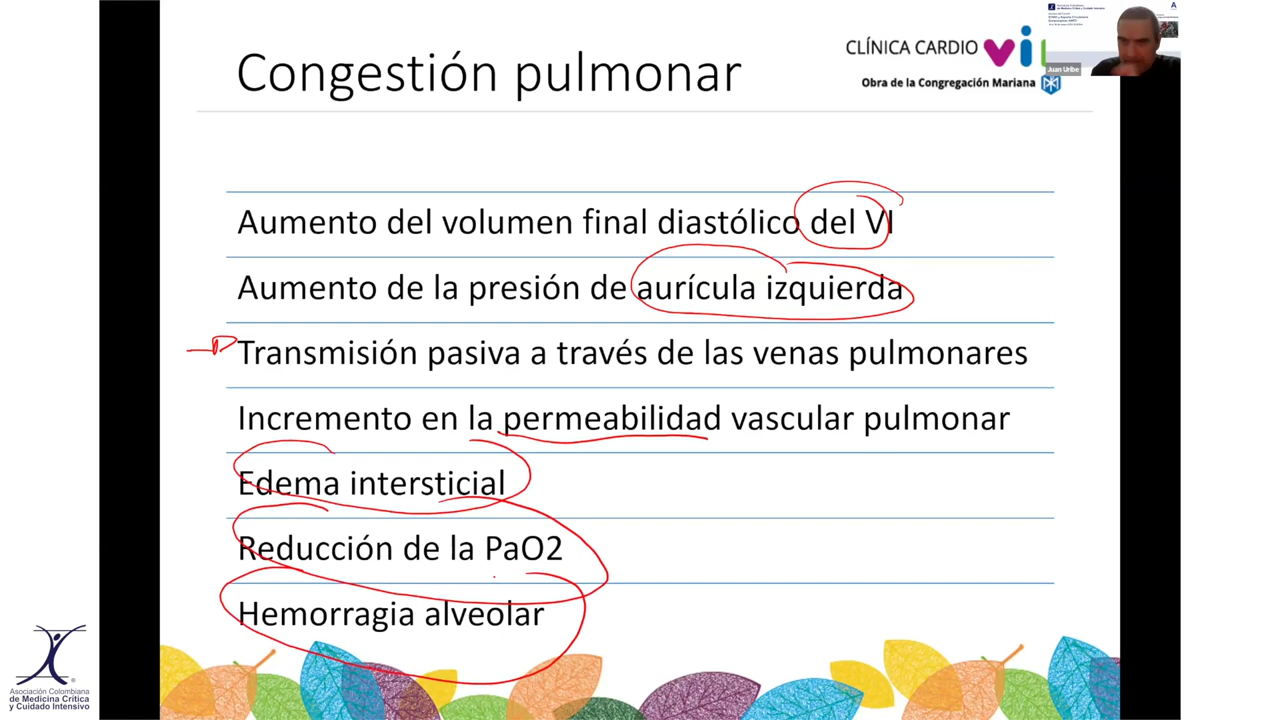 Congestión pulmonar
CLÍNICA CARDIO VI
Obra de la Congregación Mariana
Juan Uribe
Aumento del volumen final diastólico del VI
Aumento de la presión de aurícula izquierda
Transmisión pasiva a través de las venas pulmonares
Incremento en la permeabilidad vascular pulmonar
Edema intersticial
Reducción de la PaO2
Hemorragia alveolar
Asociación Colombiana
de Medicina Crítica
y Cuidado Intensivo